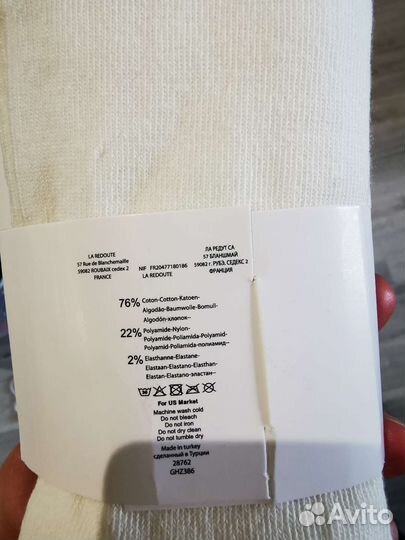 LA REDOUTE
57 Rue de Blanchemaille
59082 ROUBAIX cedex 2
FRANCE
NIF FR20477180186
LA REDOUTE
ЛА РЕДУТ СА
57 БЛАНШМАЙ
59082 г. РУБЭ, СЕДЕКС 2
ФРАНЦИЯ
76% Coton-Cotton-Katoen-
Algodão-Baumwolle-Bomull-
Algodón-хлопок--
22% Polyamide-Nylon-
Polyamide-Poliamida-Polyamid-
Polyamid-Poliamida-полиамид--
2% Elasthanne-Elastane-
Elastaan-Elastano-Elasthan-
Elastan-Elastano-эластан--
For US Market
Machine wash cold
Do not bleach
Do not iron
Do not dry clean
Do not tumble dry
Made in turkey
сделанный в Турции
28762
GHZ386
Avito